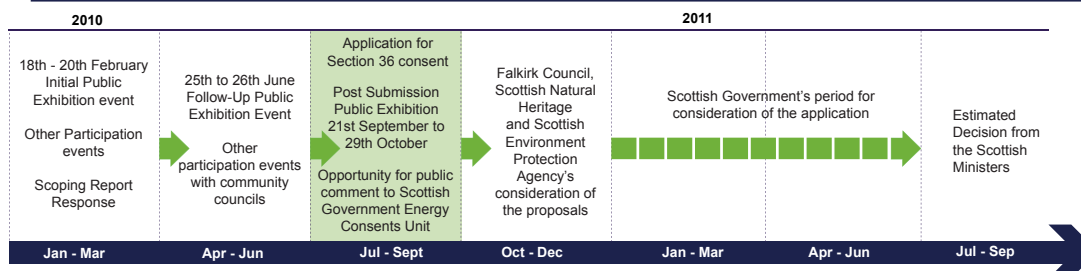 2010
2011
18th - 20th February
Initial Public
Exhibition event
Other Participation
events
Scoping Report
Response
25th to 26th June
Follow-Up Public
Exhibition Event
Other
participation events
with community
councils
Application for
Section 36 consent
Post Submission
Public Exhibition
21st September to
29th October
Opportunity for public
comment to Scottish
Government Energy
Consents Unit
Falkirk Council,
Scottish Natural
Heritage
and Scottish
Environment
Protection
Agency's
consideration of
the proposals
Scottish Government's period for
consideration of the application
Estimated
Decision from
the Scottish
Ministers
Jan - Mar
Apr - Jun
Jul - Sept
Oct - Dec
Jan - Mar
Apr - Jun
Jul - Sep